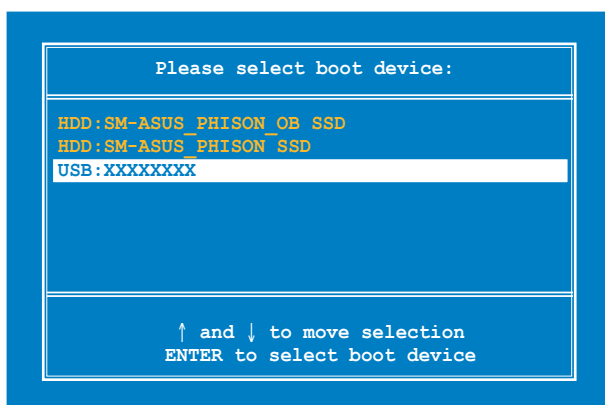 Please select boot device:
HDD:SM-ASUS_PHISON_OB SSD
HDD:SM-ASUS_PHISON SSD
USB:XXXXXXXX
↑ and ↓ to move selection
ENTER to select boot device